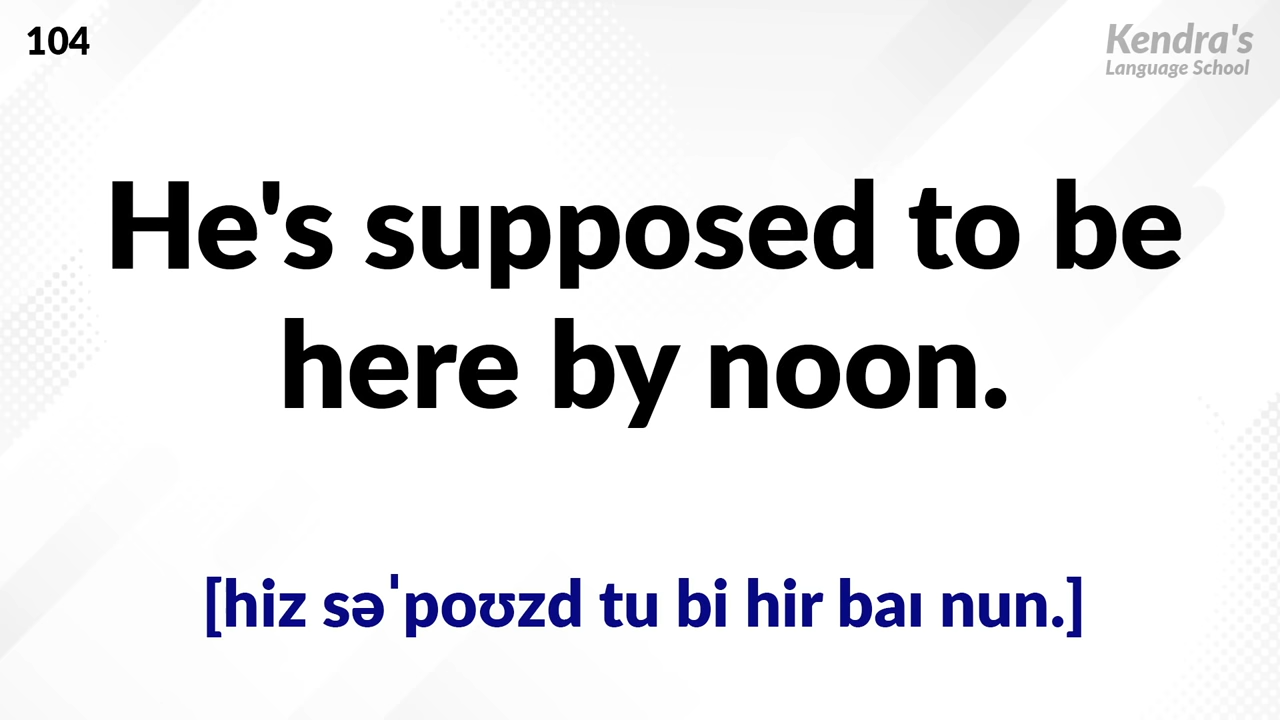 104
Kendra's
Language School
He's supposed to be
here by noon.
[hiz səˈpoʊzd tu bi hir baɪ nun.]